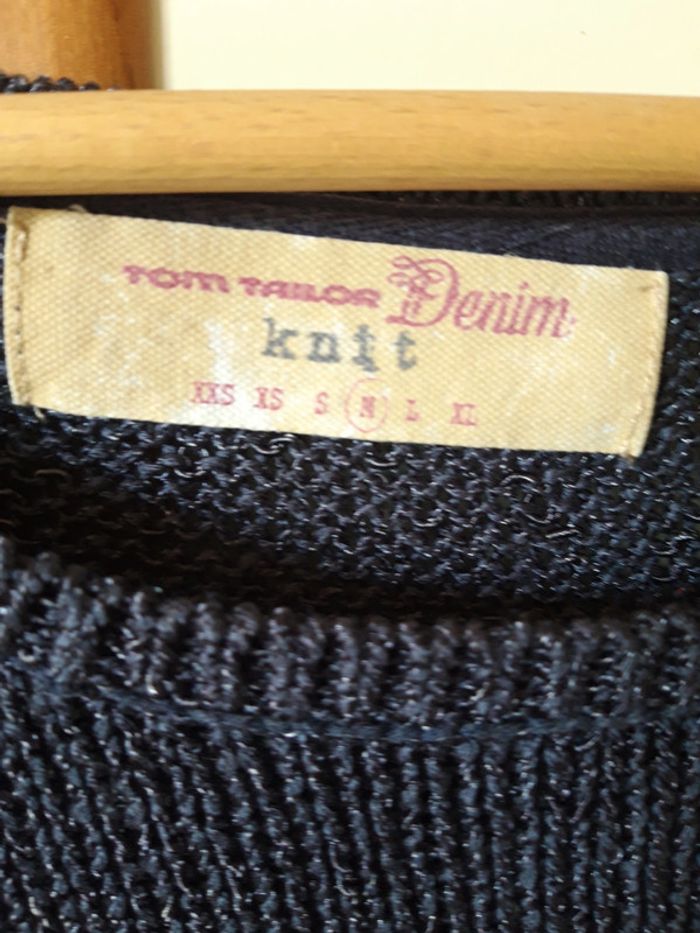 TOM TAILOR Denim
knit
XXS XS S M L XL